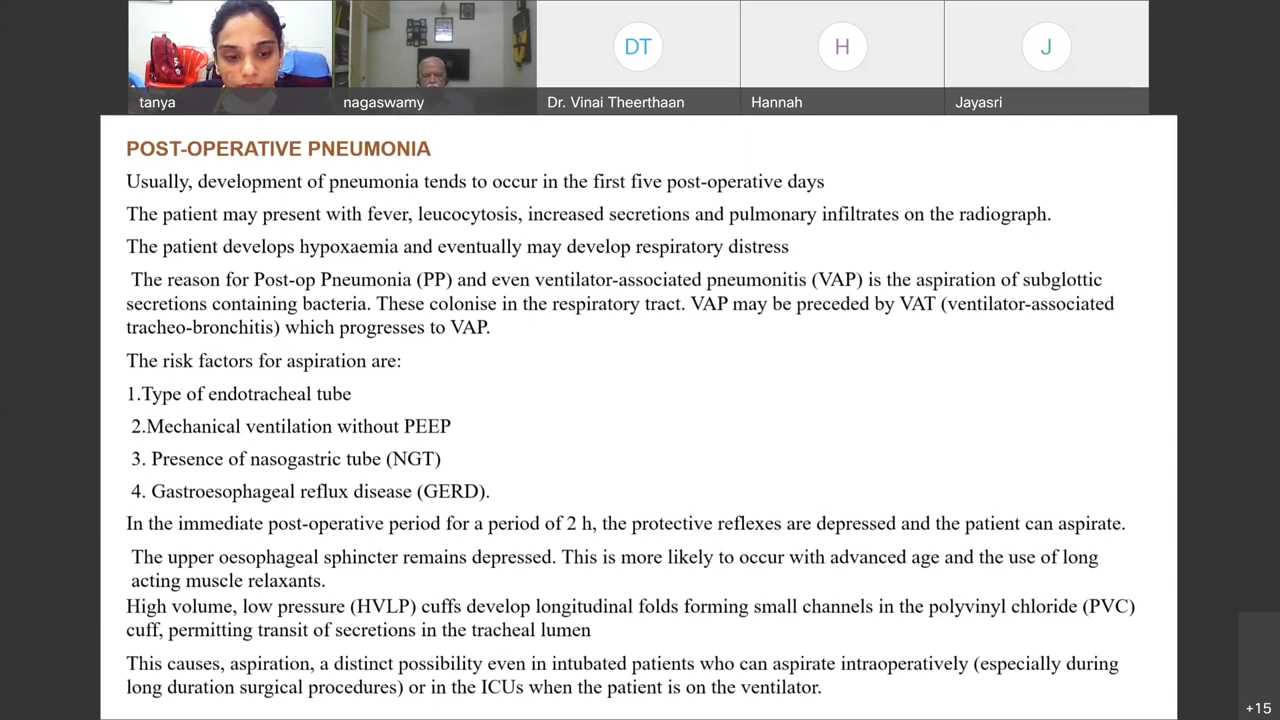 DT
H
J
tanya
nagaswamy
Dr. Vinai Theerthaan
Hannah
Jayasri
POST-OPERATIVE PNEUMONIA
Usually, development of pneumonia tends to occur in the first five post-operative days
The patient may present with fever, leucocytosis, increased secretions and pulmonary infiltrates on the radiograph.
The patient develops hypoxaemia and eventually may develop respiratory distress
The reason for Post-op Pneumonia (PP) and even ventilator-associated pneumonitis (VAP) is the aspiration of subglottic
secretions containing bacteria. These colonise in the respiratory tract. VAP may be preceded by VAT (ventilator-associated
tracheo-bronchitis) which progresses to VAP.
The risk factors for aspiration are:
1.Type of endotracheal tube
2.Mechanical ventilation without PEEP
3. Presence of nasogastric tube (NGT)
4. Gastroesophageal reflux disease (GERD).
In the immediate post-operative period for a period of 2 h, the protective reflexes are depressed and the patient can aspirate.
The upper oesophageal sphincter remains depressed. This is more likely to occur with advanced age and the use of long
acting muscle relaxants.
High volume, low pressure (HVLP) cuffs develop longitudinal folds forming small channels in the polyvinyl chloride (PVC)
cuff, permitting transit of secretions in the tracheal lumen
This causes, aspiration, a distinct possibility even in intubated patients who can aspirate intraoperatively (especially during
long duration surgical procedures) or in the ICUs when the patient is on the ventilator.
+15